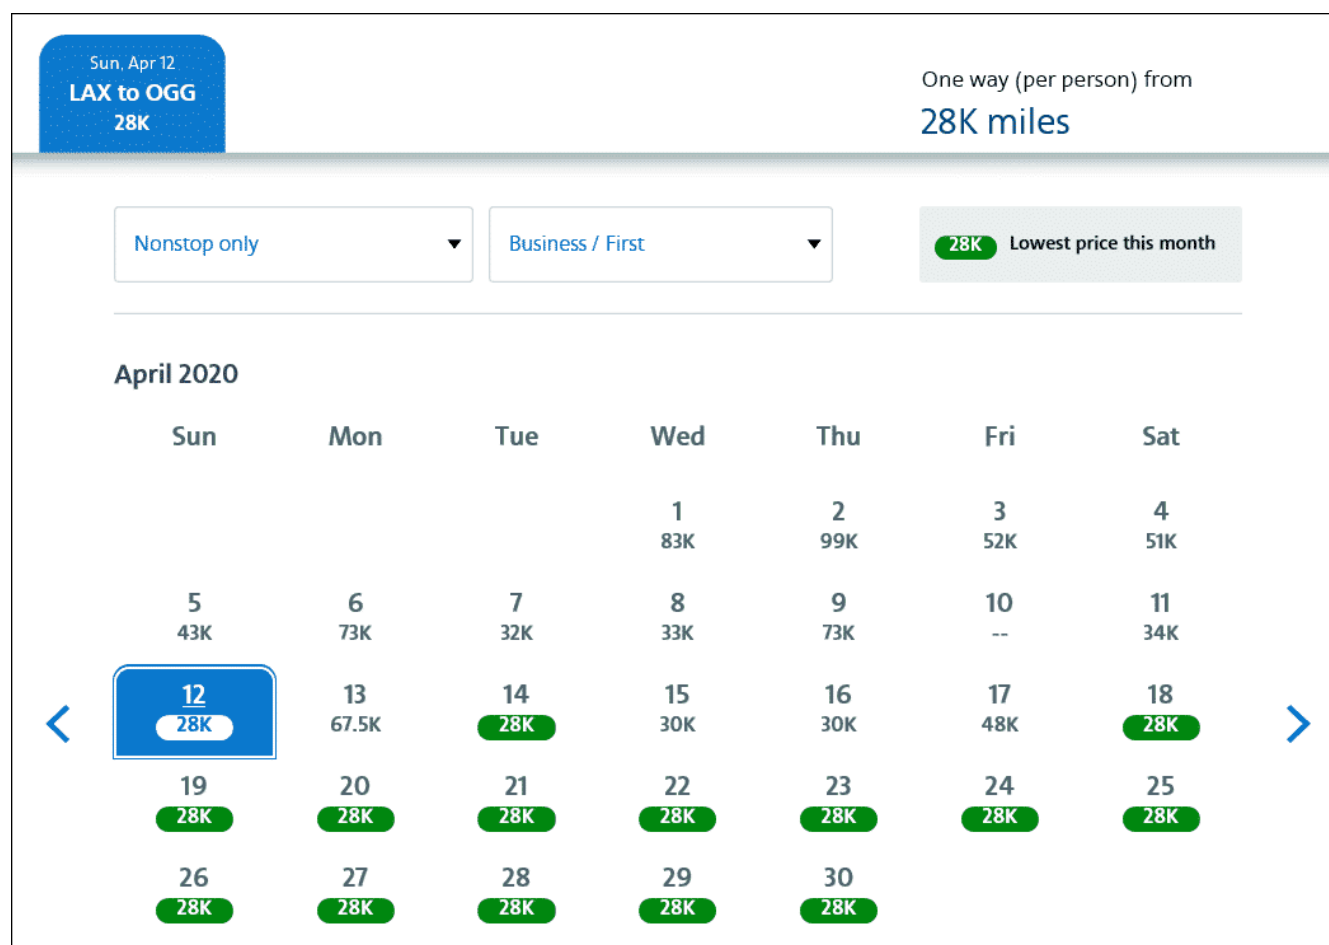 Sun, Apr 12
LAX to OGG
28K
One way (per person) from
28K miles
Nonstop only
Business / First
28K Lowest price this month
April 2020
Sun Mon Tue Wed Thu Fri Sat
1 2 3 4
83K 99K 52K 51K
5 6 7 8 9 10 11
43K 73K 32K 33K 73K -- 34K
12 13 14 15 16 17 18
28K 67.5K 28K 30K 30K 48K 28K
19 20 21 22 23 24 25
28K 28K 28K 28K 28K 28K 28K
26 27 28 29 30
28K 28K 28K 28K 28K